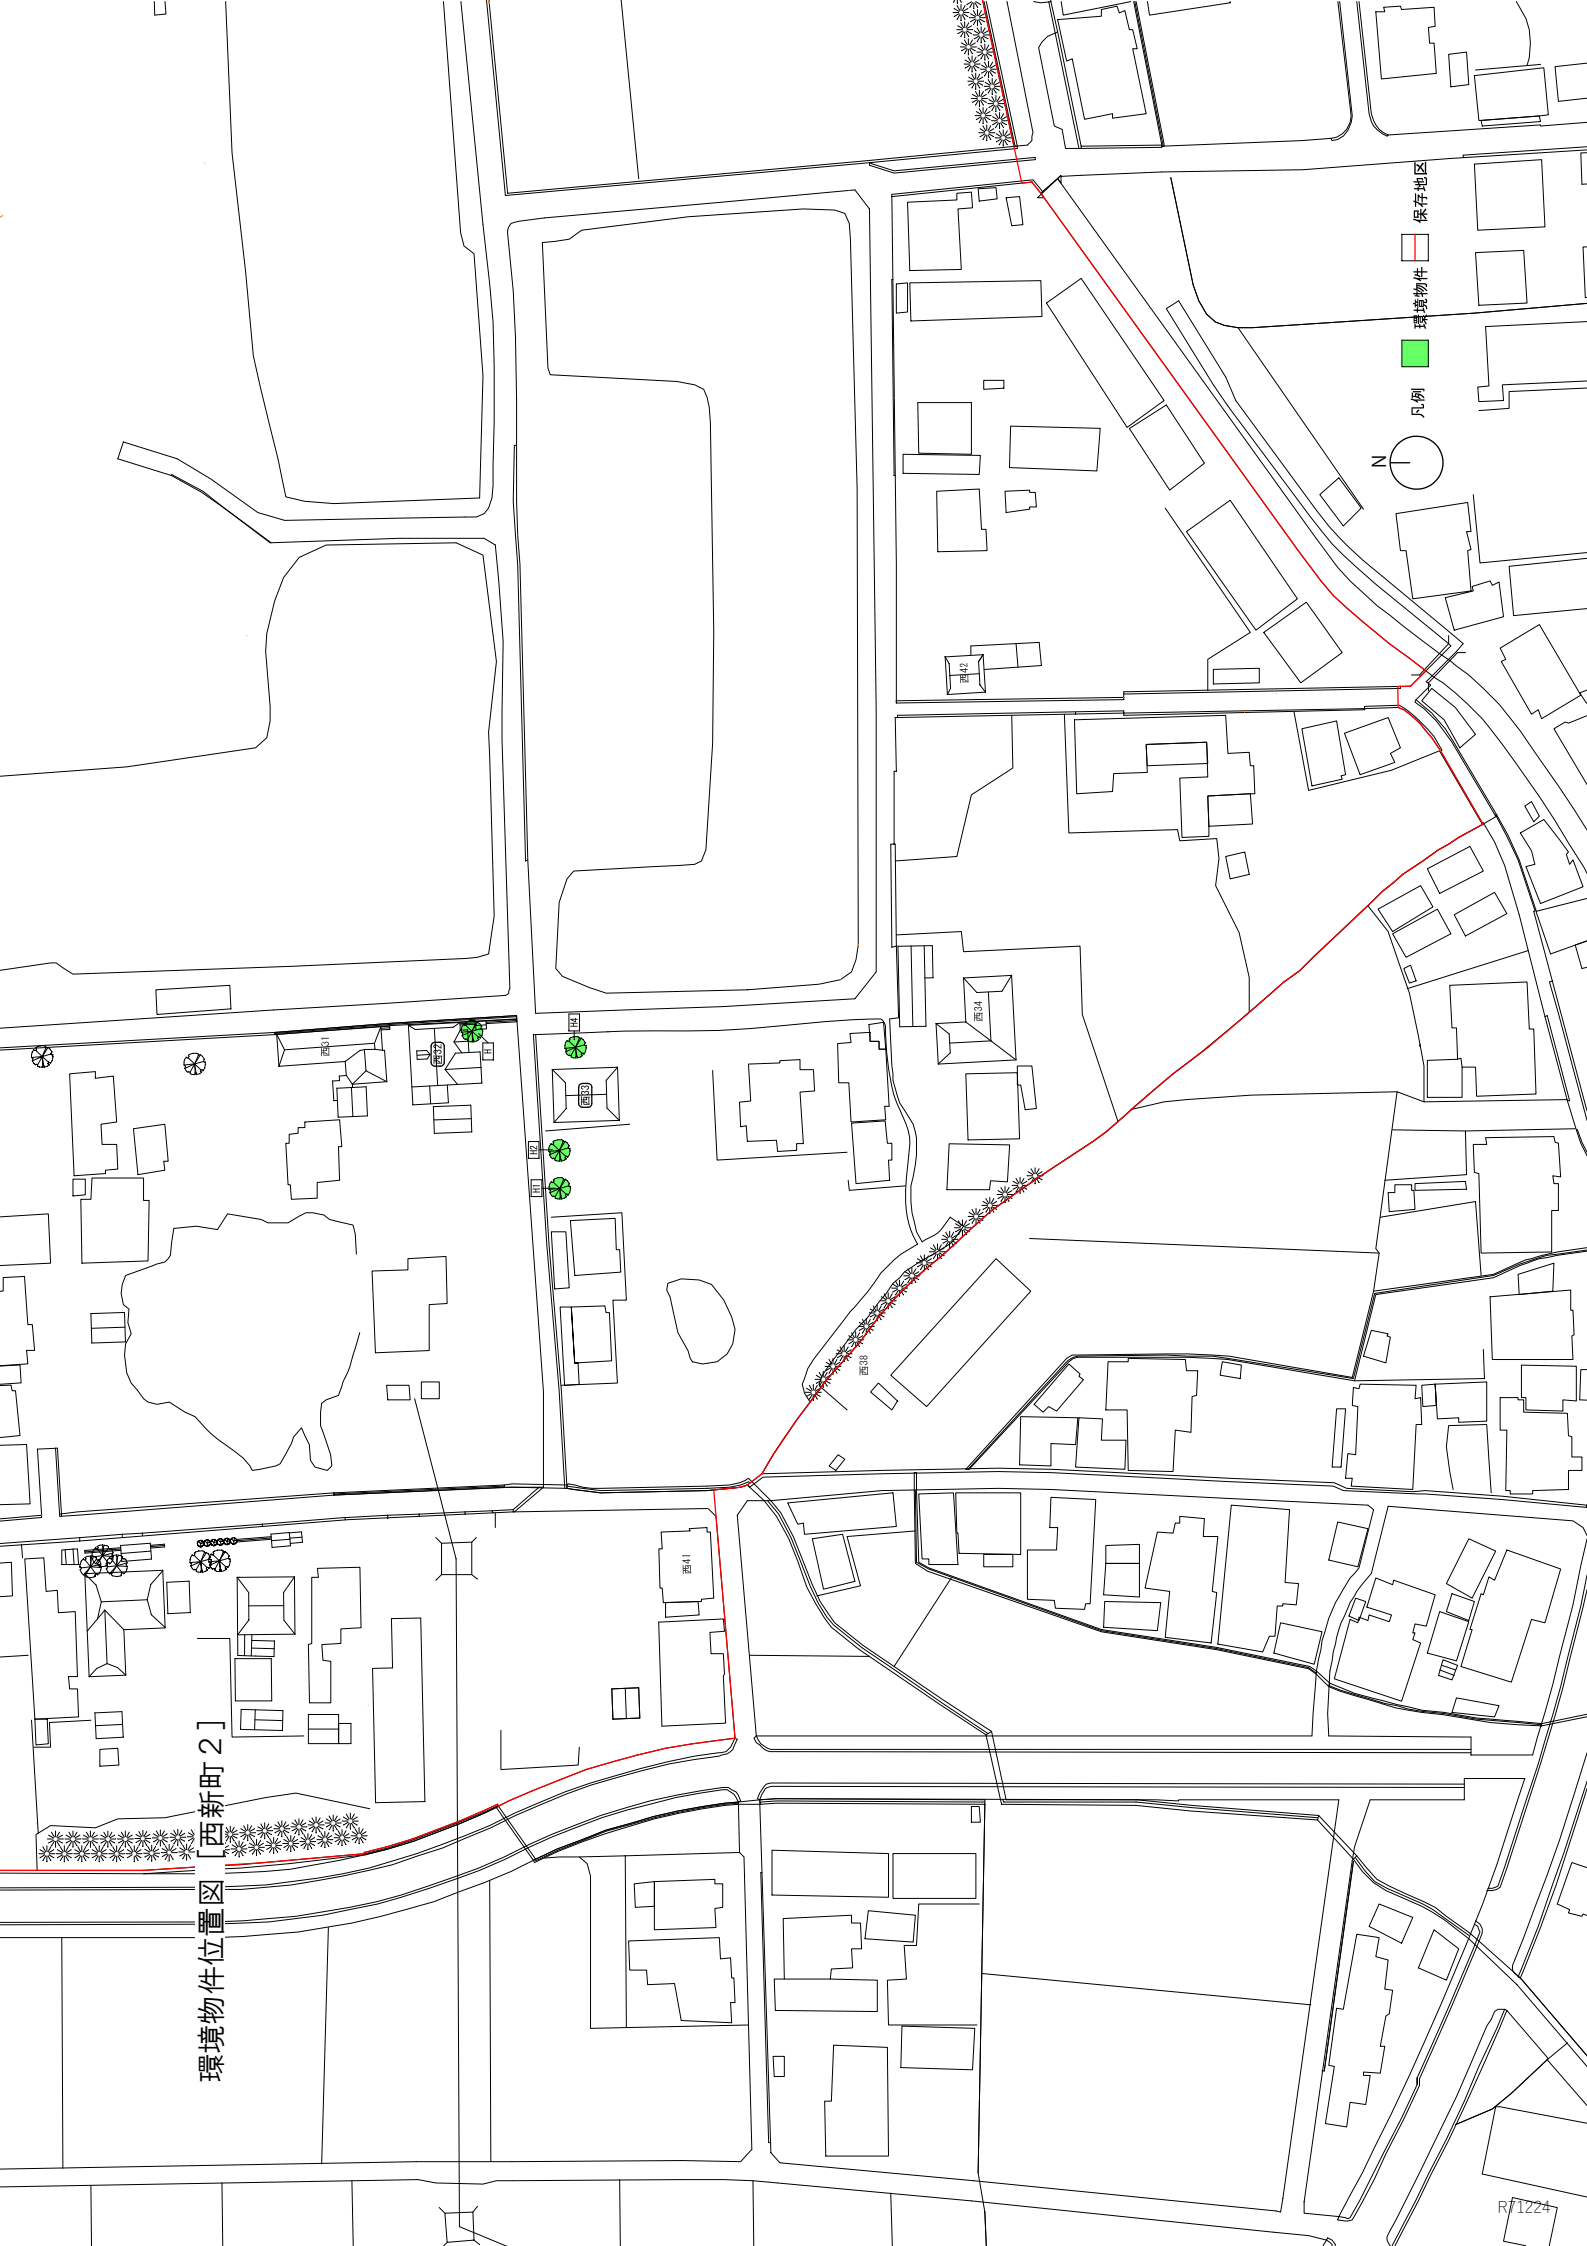 環境物件位置図［西新町２］
凡例
環境物件
保存地区
N
西31
西32
H
H4
西33
H2
H1
西34
西42
西38
西41
R71224